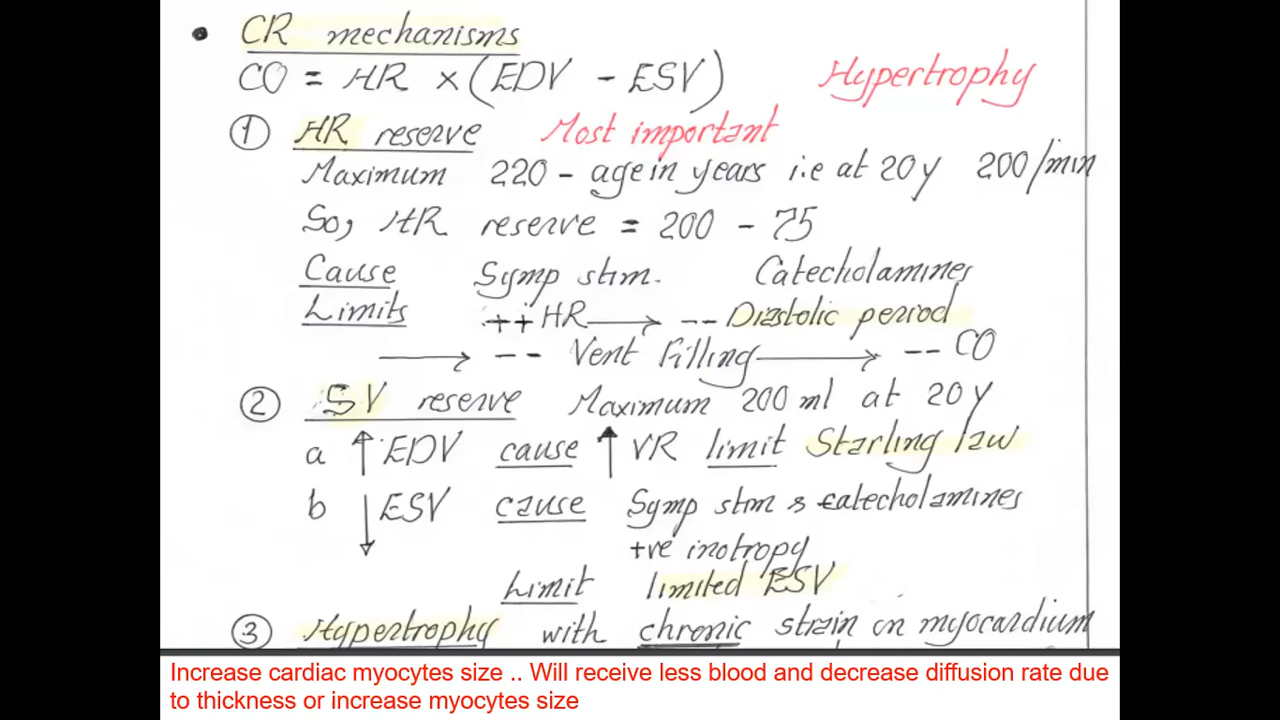 • CR mechanisms
CO = HR × (EDV - ESV) Hypertrophy
① HR reserve Most important
Maximum 220 - age in years i.e at 20y 200/min
So, HR reserve = 200 - 75
Cause Symp stm. Catecholamines
Limits ++ HR → -- Diastolic period
→ -- Vent Filling → -- CO
② SV reserve Maximum 200 ml at 20 y
a ↑ EDV cause ↑ VR limit Starling law
b ↓ ESV cause Symp stm & catecholamines
+ve inotropy
Limit limited ESV
③ Hypertrophy with chronic strain on myocardium
Increase cardiac myocytes size .. Will receive less blood and decrease diffusion rate due
to thickness or increase myocytes size